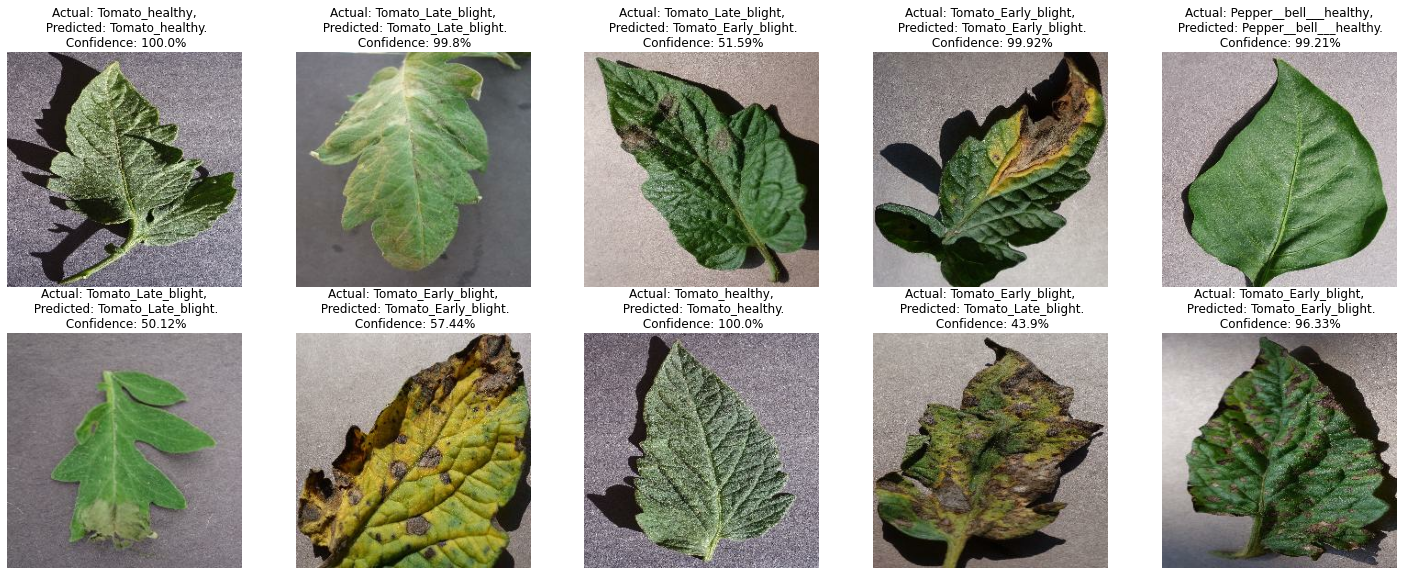 Actual: Tomato_healthy,
Predicted: Tomato_healthy.
Confidence: 100.0%
Actual: Tomato_Late_blight,
Predicted: Tomato_Late_blight.
Confidence: 99.8%
Actual: Tomato_Late_blight,
Predicted: Tomato_Early_blight.
Confidence: 51.59%
Actual: Tomato_Early_blight,
Predicted: Tomato_Early_blight.
Confidence: 99.92%
Actual: Pepper__bell___healthy,
Predicted: Pepper__bell___healthy.
Confidence: 99.21%
Actual: Tomato_Late_blight,
Predicted: Tomato_Late_blight.
Confidence: 50.12%
Actual: Tomato_Early_blight,
Predicted: Tomato_Early_blight.
Confidence: 57.44%
Actual: Tomato_healthy,
Predicted: Tomato_healthy.
Confidence: 100.0%
Actual: Tomato_Early_blight,
Predicted: Tomato_Late_blight.
Confidence: 43.9%
Actual: Tomato_Early_blight,
Predicted: Tomato_Early_blight.
Confidence: 96.33%